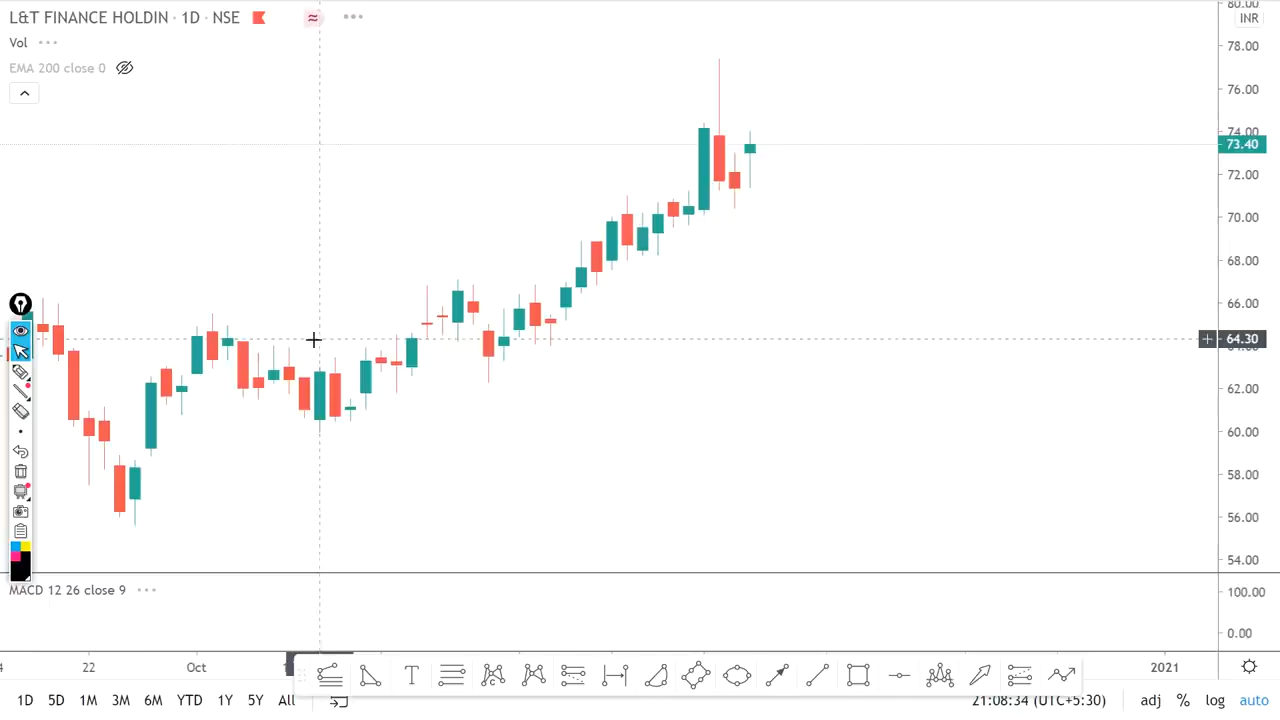 L&T FINANCE HOLDIN · 1D · NSE
Vol
EMA 200 close 0
80.00
INR
78.00
76.00
74.00
73.40
72.00
70.00
68.00
66.00
64.30
62.00
60.00
58.00
56.00
54.00
MACD 12 26 close 9
100.00
0.00
22
Oct
2021
1D 5D 1M 3M 6M YTD 1Y 5Y All
21:08:34 (UTC+5:30)
adj % log auto